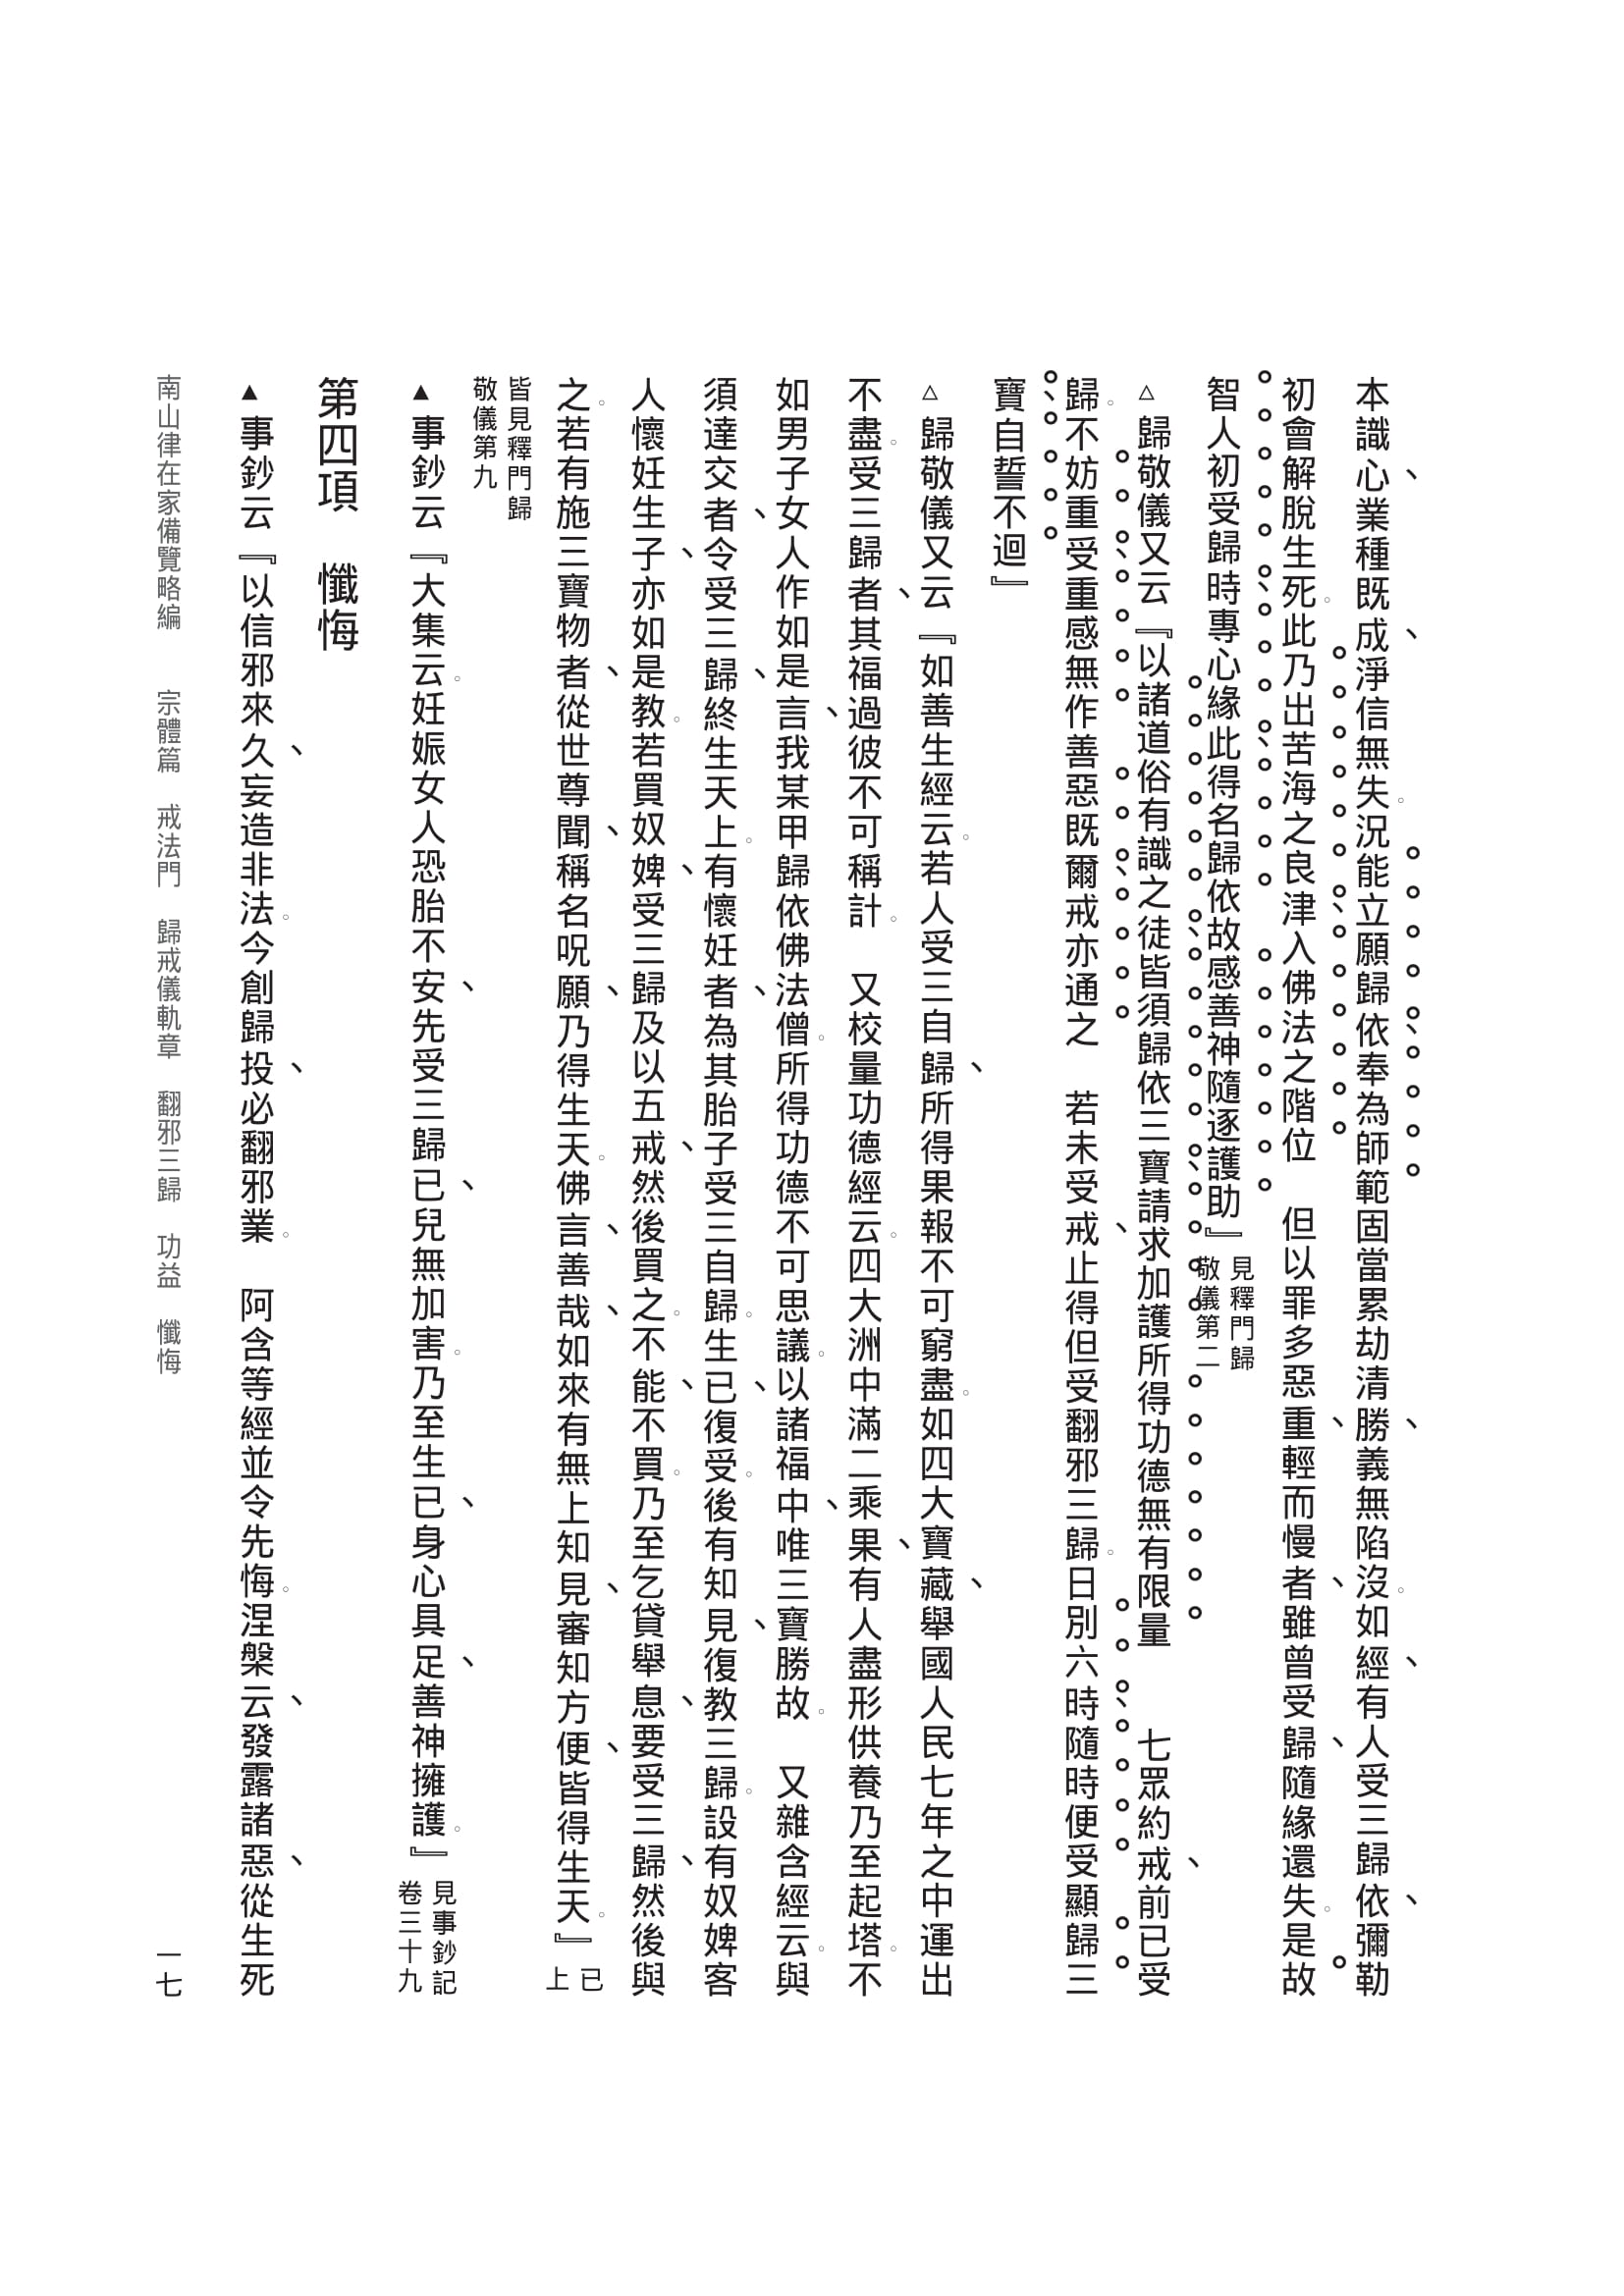 本識心、業種既成、淨信無失。況能立願歸依、奉為師範固當累劫清勝、義無陷沒。如經、有人受三歸依、彌勒
初會解脫生死。此乃出苦海之良津、入佛法之階位　但以罪多惡重、輕而慢者、雖曾受歸、隨緣還失。是故
智人初受歸時、專心緣此、得名歸依故感善神隨逐護助』見釋門歸敬儀第二
△歸敬儀又云『以諸道俗有識之徒、皆須歸依三寶、請求加護所得功德無有限量　七眾約戒、前已受
歸。不妨重受、重感無作善惡既爾、戒亦通之　若未受戒、止得但受翻邪三歸。日別六時、隨時便受顯歸三
寶、自誓不迴』
△歸敬儀又云『如善生經云。若人受三自歸、所得果報不可窮盡。如四大寶藏、舉國人民七年之中運出
不盡。受三歸者、其福過彼不可稱計。　又校量功德經云。四大洲中滿二乘果、有人盡形供養乃至起塔。不
如男子女人作如是言、我某甲歸依佛法僧。所得功德不可思議。以諸福中、唯三寶勝故。　又雜含經云。與
須達交者、令受三歸、終生天上。有懷妊者、為其胎子受三自歸。生已、復受。後有知見、復教三歸。設有奴婢客
人懷妊生子、亦如是教。若買奴婢、受三歸及以五戒、然後買之。不能、不買。乃至乞貸舉息、要受三歸、然後與
之。若有施三寶物者、從世尊聞、稱名呪願、乃得生天。佛言、善哉、如來有無上知見、審知方便、皆得生天。』已上
皆見釋門歸敬儀第九
▲事鈔云『大集云。妊娠女人恐胎不安、先受三歸已、兒無加害。乃至生已、身心具足、善神擁護。』見事鈔記卷三十九
第四項　懺悔
▲事鈔云『以信邪來久、妄造非法。今創歸投、必翻邪業。　阿含等經並令先悔。涅槃云、發露諸惡、從生死
南山律在家備覽略編　宗體篇　戒法門　歸戒儀軌章　翻邪三歸　功益　懺悔
一七